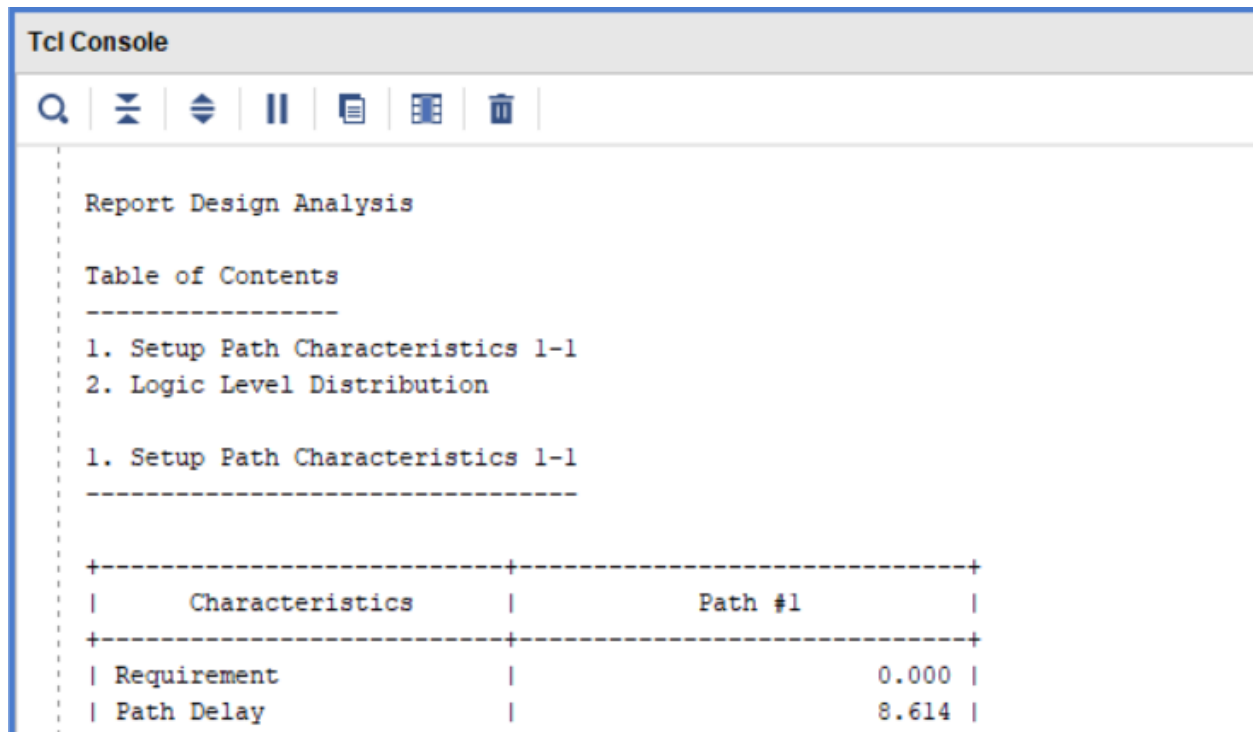 Tcl Console
Report Design Analysis
Table of Contents
-----------------
1. Setup Path Characteristics 1-1
2. Logic Level Distribution
1. Setup Path Characteristics 1-1
---------------------------------
+---------------------------+------------------------------+
|      Characteristics      |            Path #1           |
+---------------------------+------------------------------+
| Requirement               |                        0.000 |
| Path Delay                |                        8.614 |